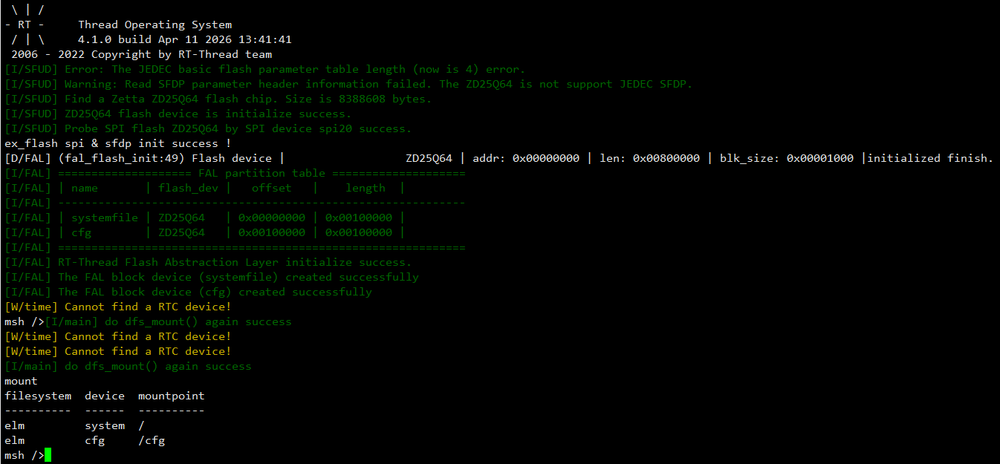 \ | /
- RT -     Thread Operating System
 / | \     4.1.0 build Apr 11 2026 13:41:41
 2006 - 2022 Copyright by RT-Thread team
[I/SFUD] Error: The JEDEC basic flash parameter table length (now is 4) error.
[I/SFUD] Warning: Read SFDP parameter header information failed. The ZD25Q64 is not support JEDEC SFDP.
[I/SFUD] Find a Zetta ZD25Q64 flash chip. Size is 8388608 bytes.
[I/SFUD] ZD25Q64 flash device is initialize success.
[I/SFUD] Probe SPI flash ZD25Q64 by SPI device spi20 success.
ex_flash spi & sfdp init success !
[D/FAL] (fal_flash_init:49) Flash device |                  ZD25Q64 | addr: 0x00000000 | len: 0x00800000 | blk_size: 0x00001000 |initialized finish.
[I/FAL] ==================== FAL partition table ====================
[I/FAL] | name       | flash_dev |   offset   |    length  |
[I/FAL] -------------------------------------------------------------
[I/FAL] | systemfile | ZD25Q64   | 0x00000000 | 0x00100000 |
[I/FAL] | cfg        | ZD25Q64   | 0x00100000 | 0x00100000 |
[I/FAL] =============================================================
[I/FAL] RT-Thread Flash Abstraction Layer initialize success.
[I/FAL] The FAL block device (systemfile) created successfully
[I/FAL] The FAL block device (cfg) created successfully
[W/time] Cannot find a RTC device!
msh />[I/main] do dfs_mount() again success
[W/time] Cannot find a RTC device!
[W/time] Cannot find a RTC device!
[I/main] do dfs_mount() again success
mount
filesystem  device  mountpoint
----------  ------  ----------
elm         system  /
elm         cfg     /cfg
msh />